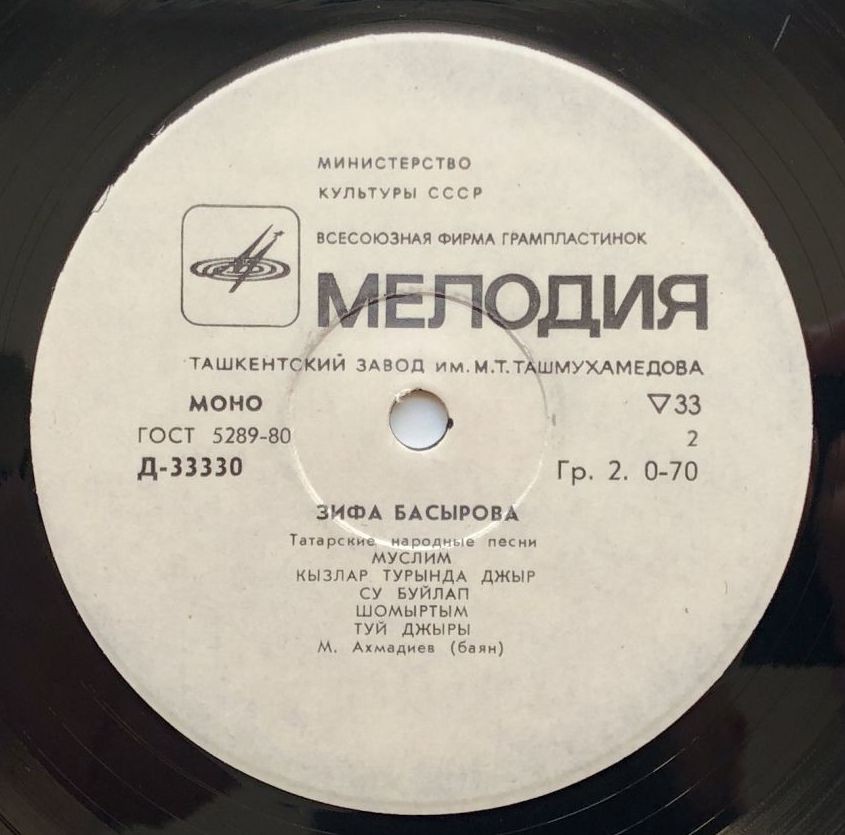 МИНИСТЕРСТВО
КУЛЬТУРЫ СССР
ВСЕСОЮЗНАЯ ФИРМА ГРАМПЛАСТИНОК
МЕЛОДИЯ
ТАШКЕНТСКИЙ ЗАВОД им. М.Т. ТАШМУХАМЕДОВА
МОНО ▽33
ГОСТ 5289-80 2
Д-33330 Гр. 2. 0-70
ЗИФА БАСЫРОВА
Татарские народные песни
МУСЛИМ
КЫЗЛАР ТУРЫНДА ДЖЫР
СУ БУЙЛАП
ШОМЫРТЫМ
ТУЙ ДЖЫРЫ
М. Ахмадиев (баян)